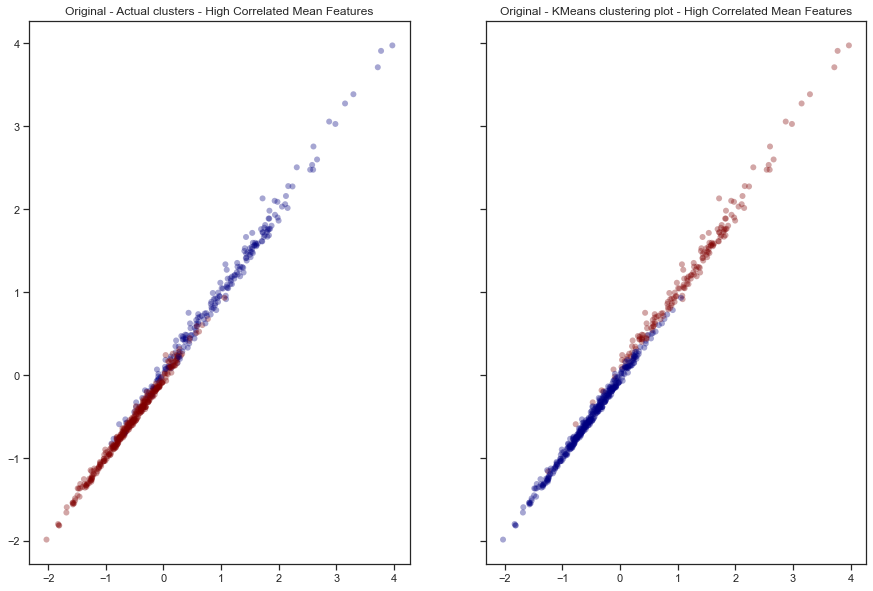 Original - Actual clusters - High Correlated Mean Features
Original - KMeans clustering plot - High Correlated Mean Features
4
3
2
1
0
−1
−2
−2 −1 0 1 2 3 4
−2 −1 0 1 2 3 4